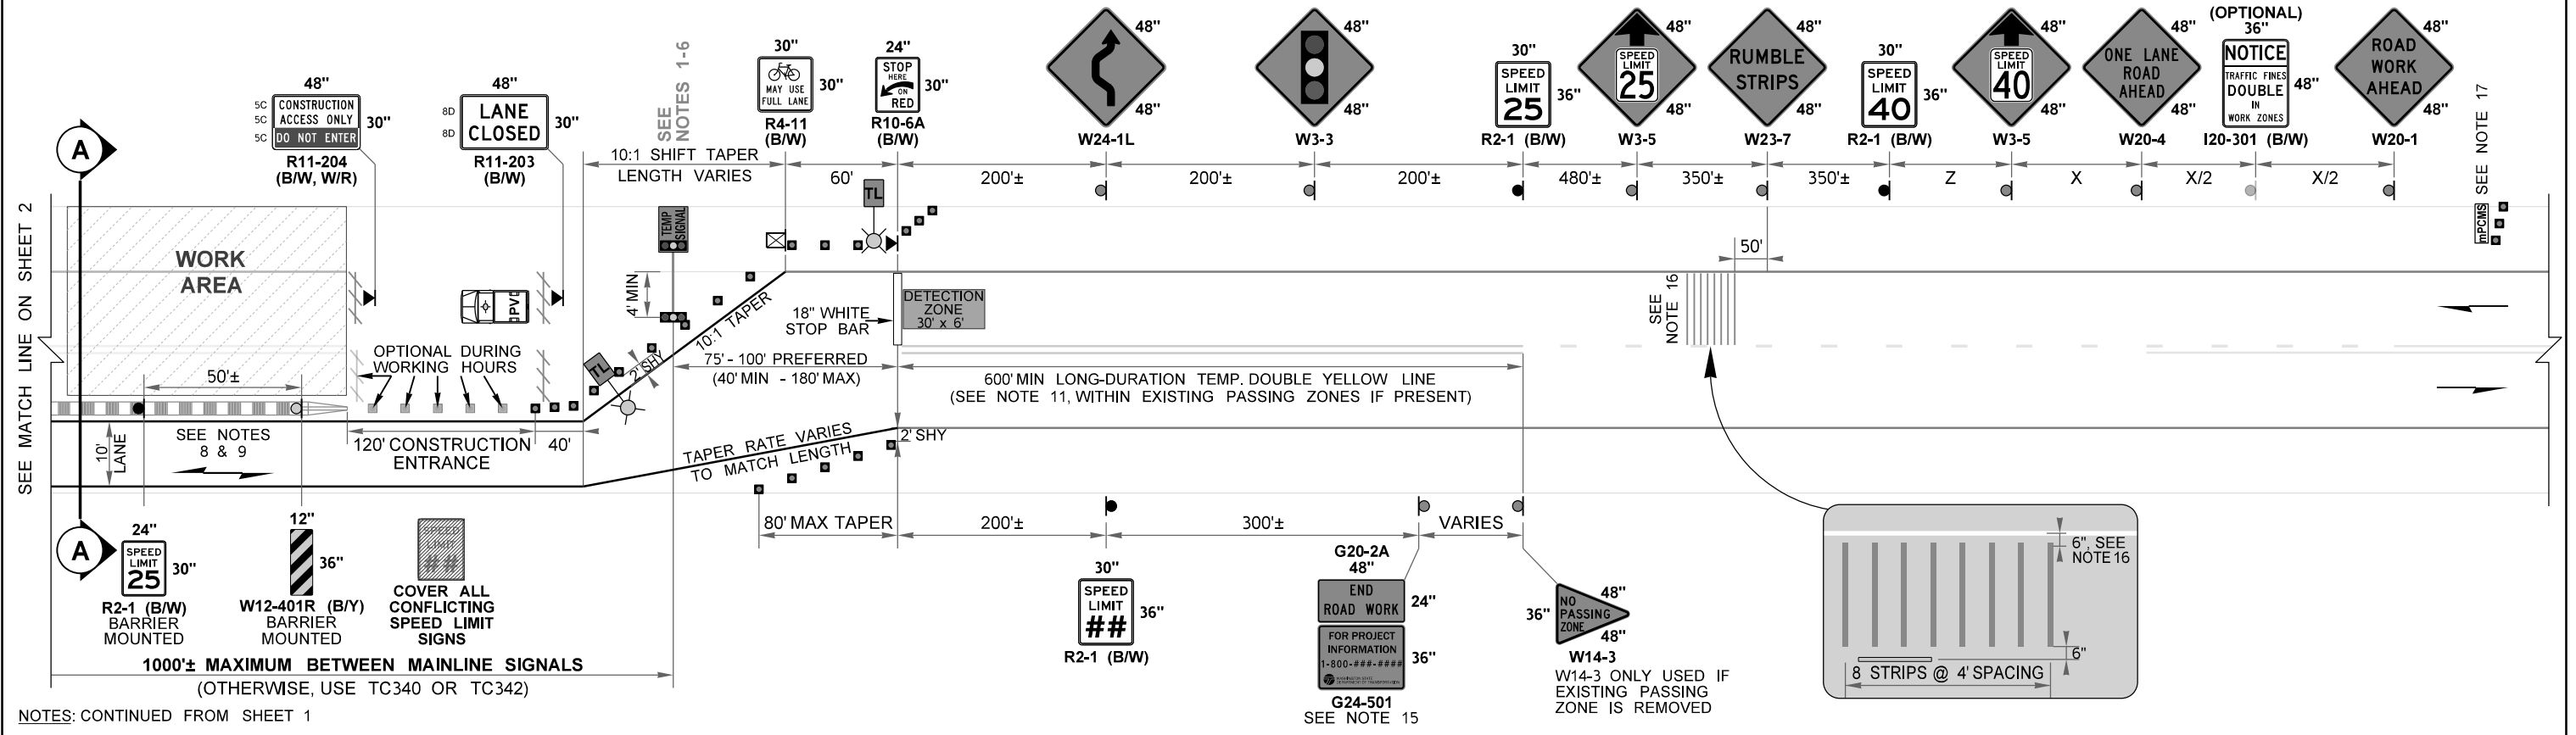 48"
5C
5C
5C
CONSTRUCTION
ACCESS ONLY
DO NOT ENTER
30"
R11-204
(B/W, W/R)
48"
8D
8D
LANE
CLOSED
30"
R11-203
(B/W)
SEE
NOTES 1-6
30"
MAY USE
FULL LANE
30"
R4-11
(B/W)
24"
STOP
HERE
ON
RED
30"
R10-6A
(B/W)
48"
48"
W24-1L
48"
48"
W3-3
30"
SPEED
LIMIT
25
36"
R2-1 (B/W)
48"
SPEED
LIMIT
25
48"
W3-5
48"
RUMBLE
STRIPS
48"
W23-7
30"
SPEED
LIMIT
40
36"
R2-1 (B/W)
48"
SPEED
LIMIT
40
48"
W3-5
48"
ONE LANE
ROAD
AHEAD
48"
W20-4
(OPTIONAL)
36"
NOTICE
TRAFFIC FINES
DOUBLE
IN
WORK ZONES
48"
I20-301 (B/W)
48"
ROAD
WORK
AHEAD
48"
W20-1
SEE NOTE 17
10:1 SHIFT TAPER
LENGTH VARIES
60'
200'±
200'±
200'±
480'±
350'±
350'±
Z
X
X/2
X/2
mPCMS
A
SEE MATCH LINE ON SHEET 2
WORK
AREA
PV
TEMP
SIGNAL
TL
4' MIN
10:1 TAPER
2' SHY
TL
18" WHITE
STOP BAR
DETECTION
ZONE
30' x 6'
50'
SEE
NOTE 16
OPTIONAL DURING
WORKING HOURS
50'±
75' - 100' PREFERRED
(40' MIN - 180' MAX)
600' MIN LONG-DURATION TEMP. DOUBLE YELLOW LINE
(SEE NOTE 11, WITHIN EXISTING PASSING ZONES IF PRESENT)
10'
LANE
SEE NOTES
8 & 9
120' CONSTRUCTION
ENTRANCE
40'
TAPER RATE VARIES
TO MATCH LENGTH
2' SHY
80' MAX TAPER
200'±
300'±
VARIES
A
24"
SPEED
LIMIT
25
30"
R2-1 (B/W)
BARRIER
MOUNTED
12"
36"
W12-401R (B/Y)
BARRIER
MOUNTED
SPEED
LIMIT
##
COVER ALL
CONFLICTING
SPEED LIMIT
SIGNS
30"
SPEED
LIMIT
##
36"
R2-1 (B/W)
G20-2A
48"
END
ROAD WORK
24"
FOR PROJECT
INFORMATION
1-800-###-####
36"
G24-501
SEE NOTE 15
36"
NO
PASSING
ZONE
48"
48"
W14-3
W14-3 ONLY USED IF
EXISTING PASSING
ZONE IS REMOVED
6", SEE
NOTE 16
6"
8 STRIPS @ 4' SPACING
1000'± MAXIMUM BETWEEN MAINLINE SIGNALS
(OTHERWISE, USE TC340 OR TC342)
NOTES: CONTINUED FROM SHEET 1